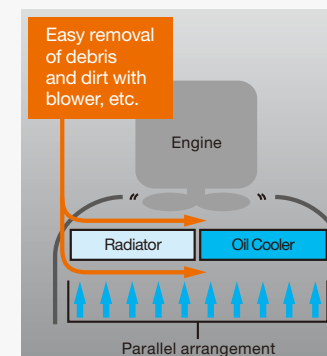 Easy removal
of debris
and dirt with
blower, etc.
Engine
Radiator
Oil Cooler
Parallel arrangement